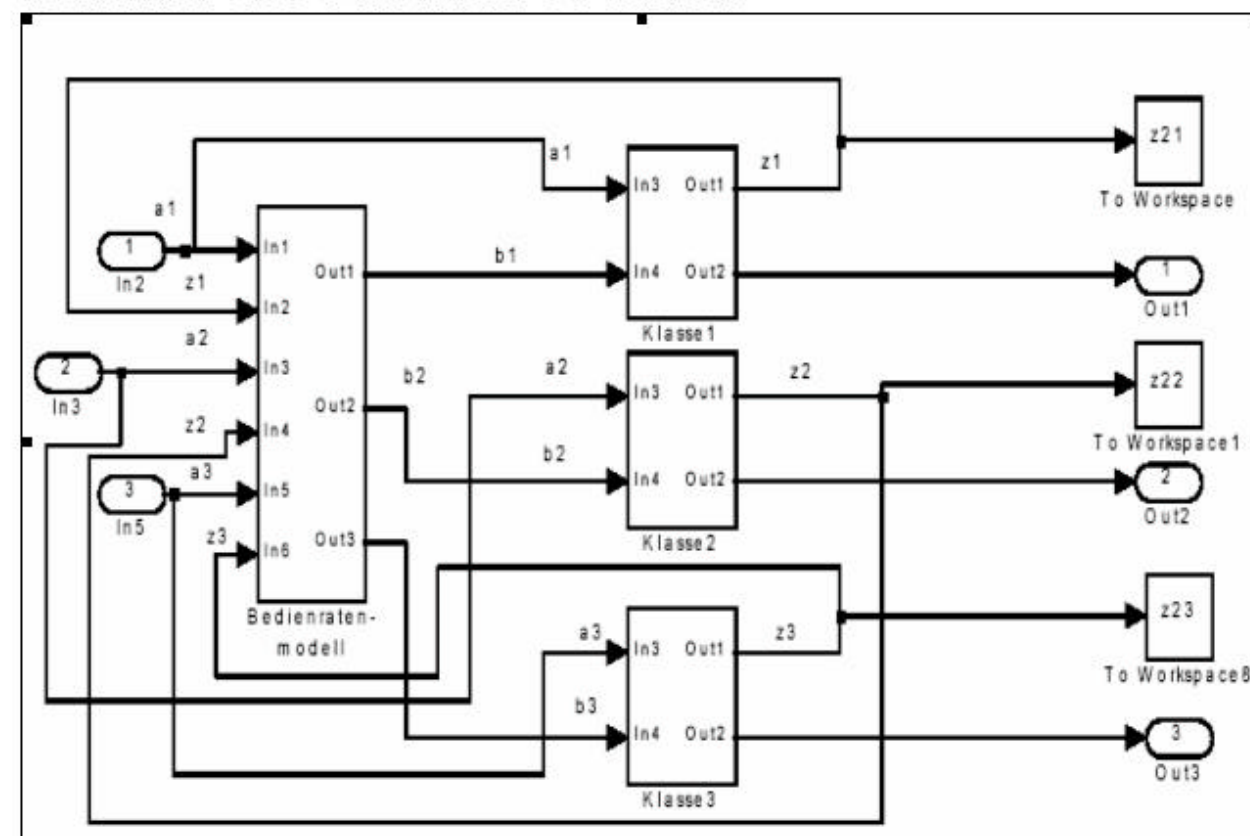 z21
To Workspace
a1
z1
In3 Out1
a1
1
In2
In1
z1
In2
Out1
b1
In4 Out2
Klasse1
1
Out1
a2
2
In3
In3
b2
Out2
a2
z2
In3 Out1
z22
To Workspace1
z2
In4
b2
In4 Out2
2
Out2
Klasse2
a3
3
In5
In5
z3
In6
Out3
Bedienraten-
modell
z23
To Workspace8
a3
In3 Out1
z3
b3
In4 Out2
3
Out3
Klasse3